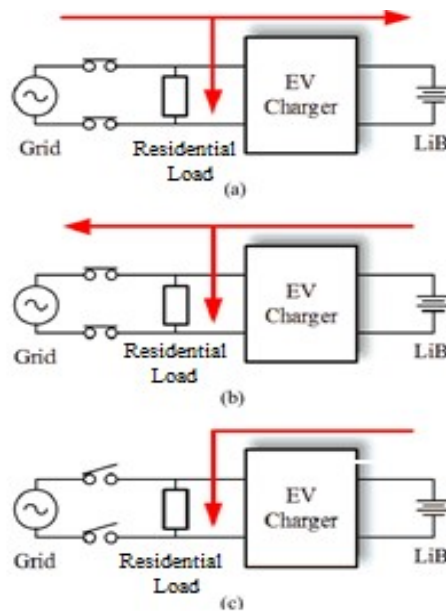 EV
Charger
Grid
Residential
Load
LiB
(a)
EV
Charger
Grid
Residential
Load
LiB
(b)
EV
Charger
Grid
Residential
Load
LiB
(c)